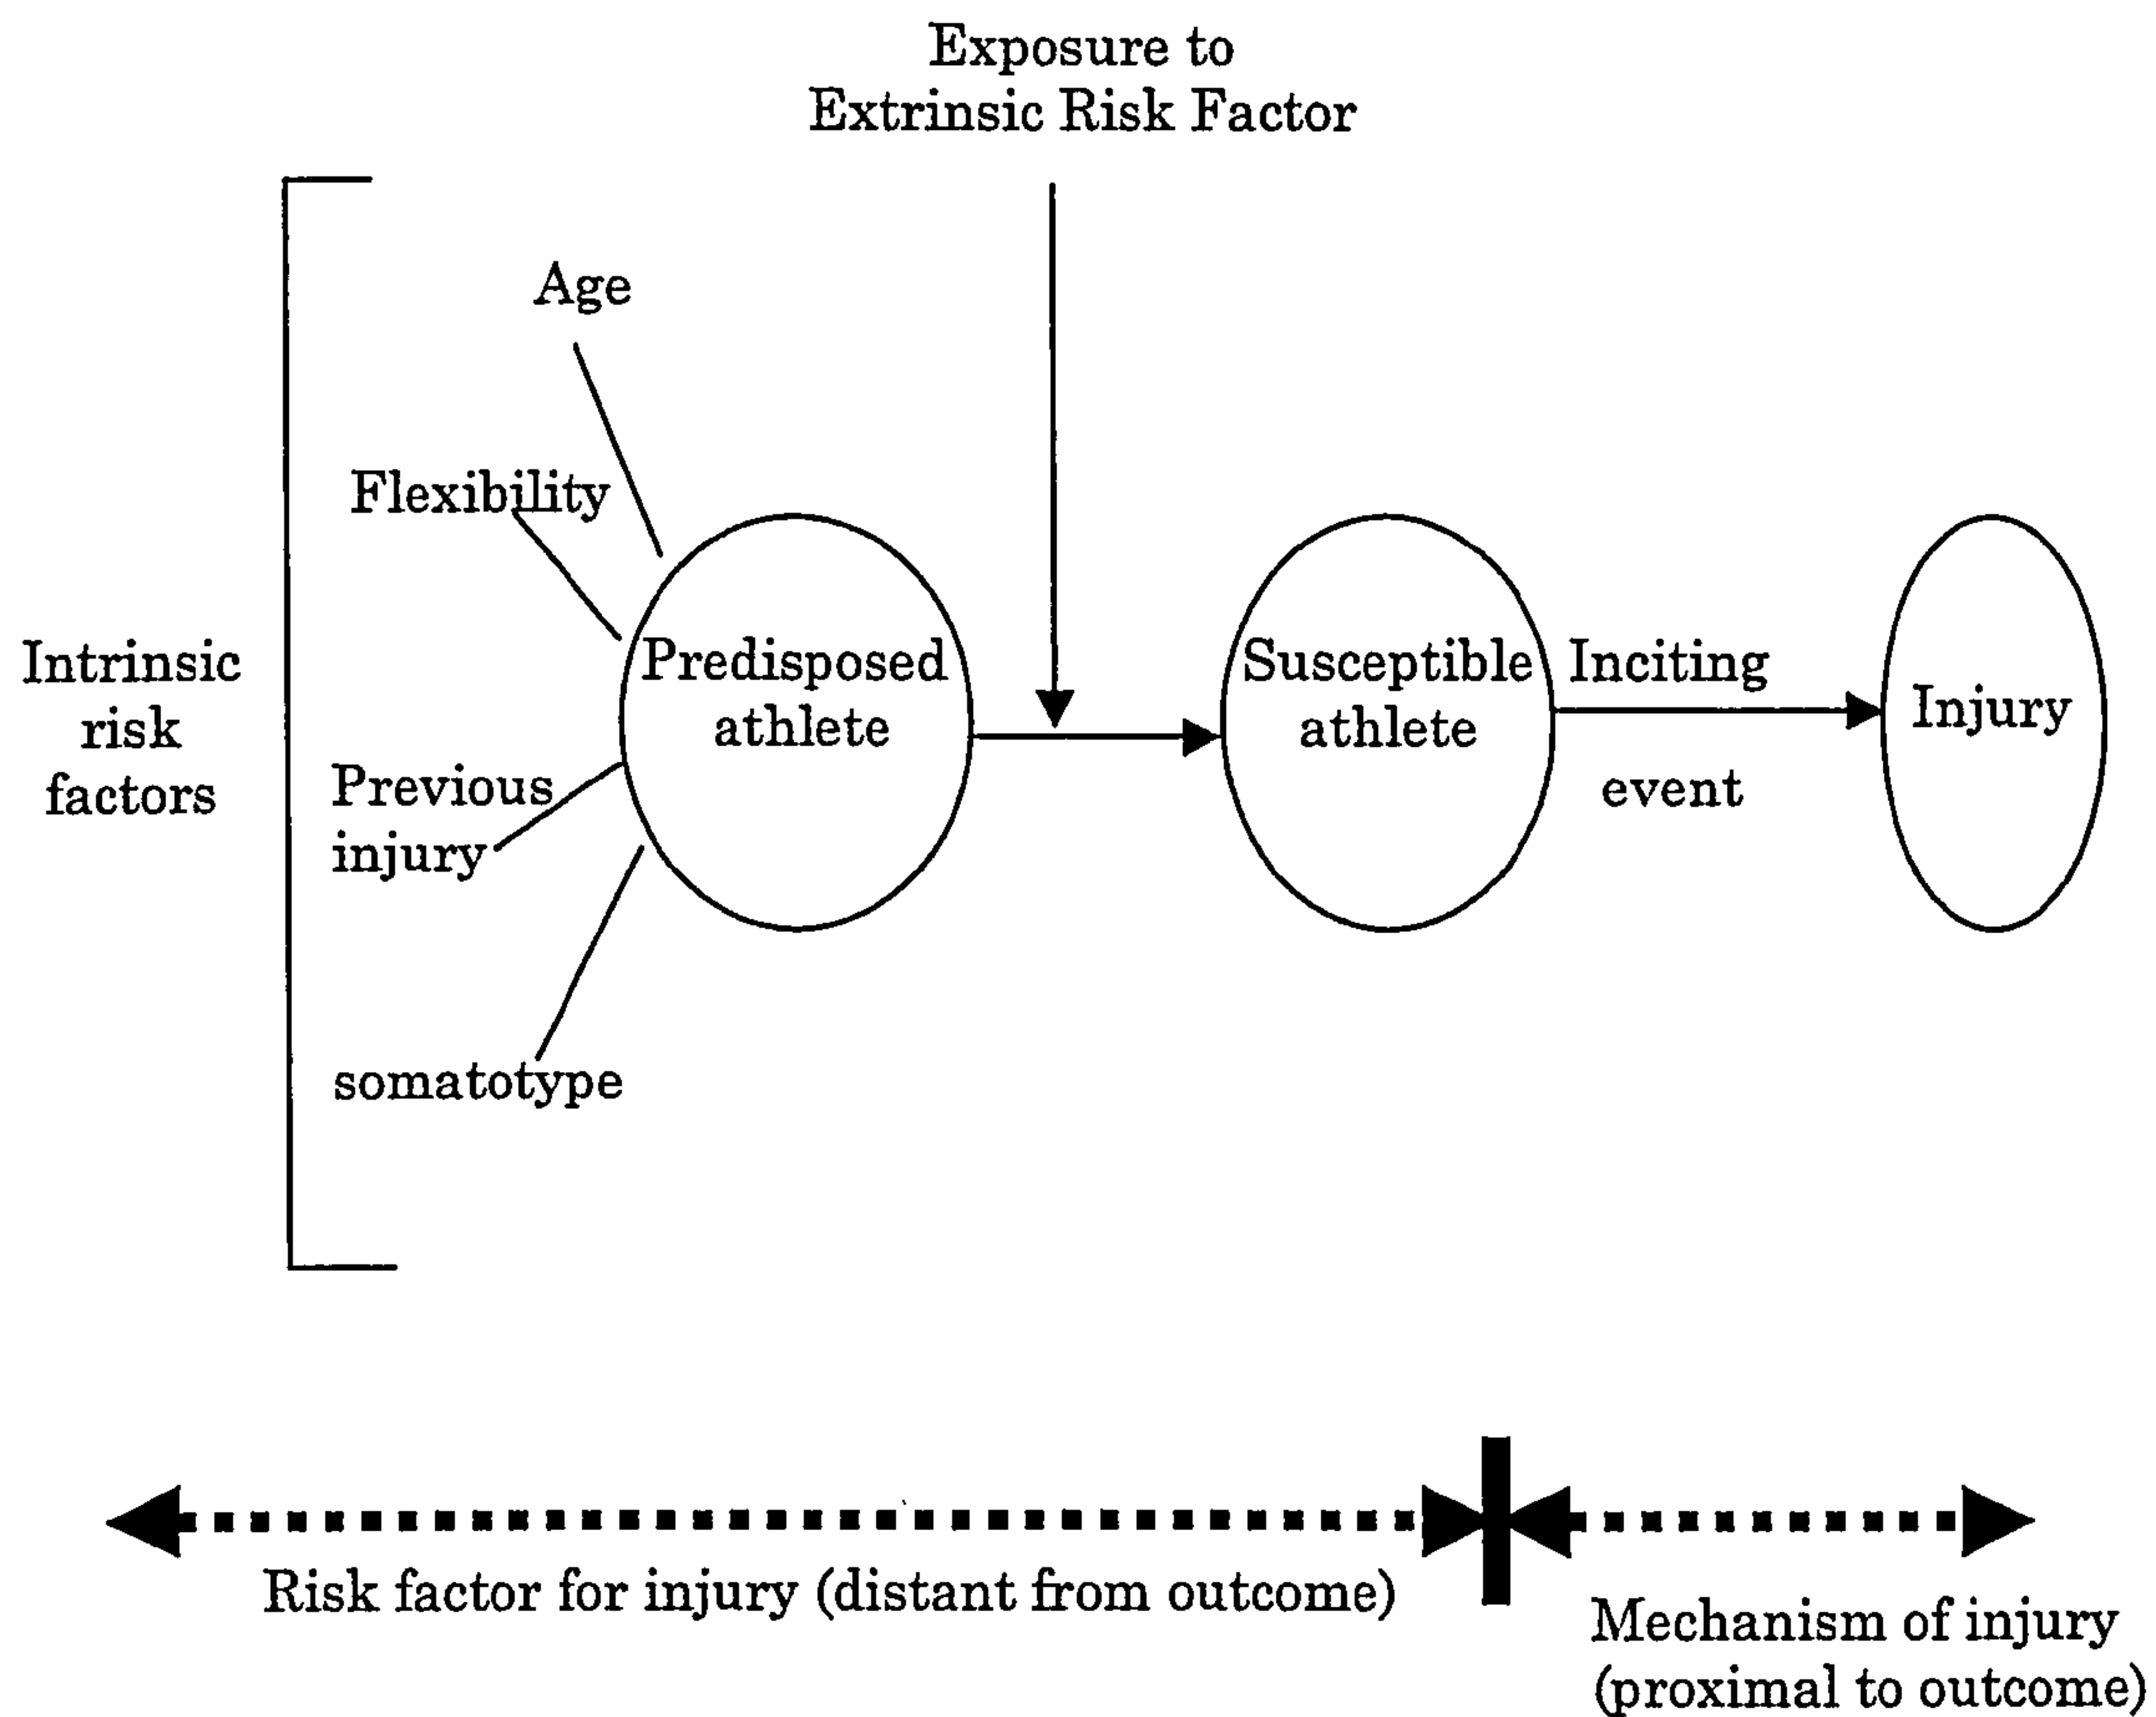 Exposure to
Extrinsic Risk Factor
Age
Flexibility
Intrinsic
risk
factors
Previous
injury
somatotype
Predisposed
athlete
Susceptible
athlete
Inciting
event
Injury
Risk factor for injury (distant from outcome)
Mechanism of injury
(proximal to outcome)